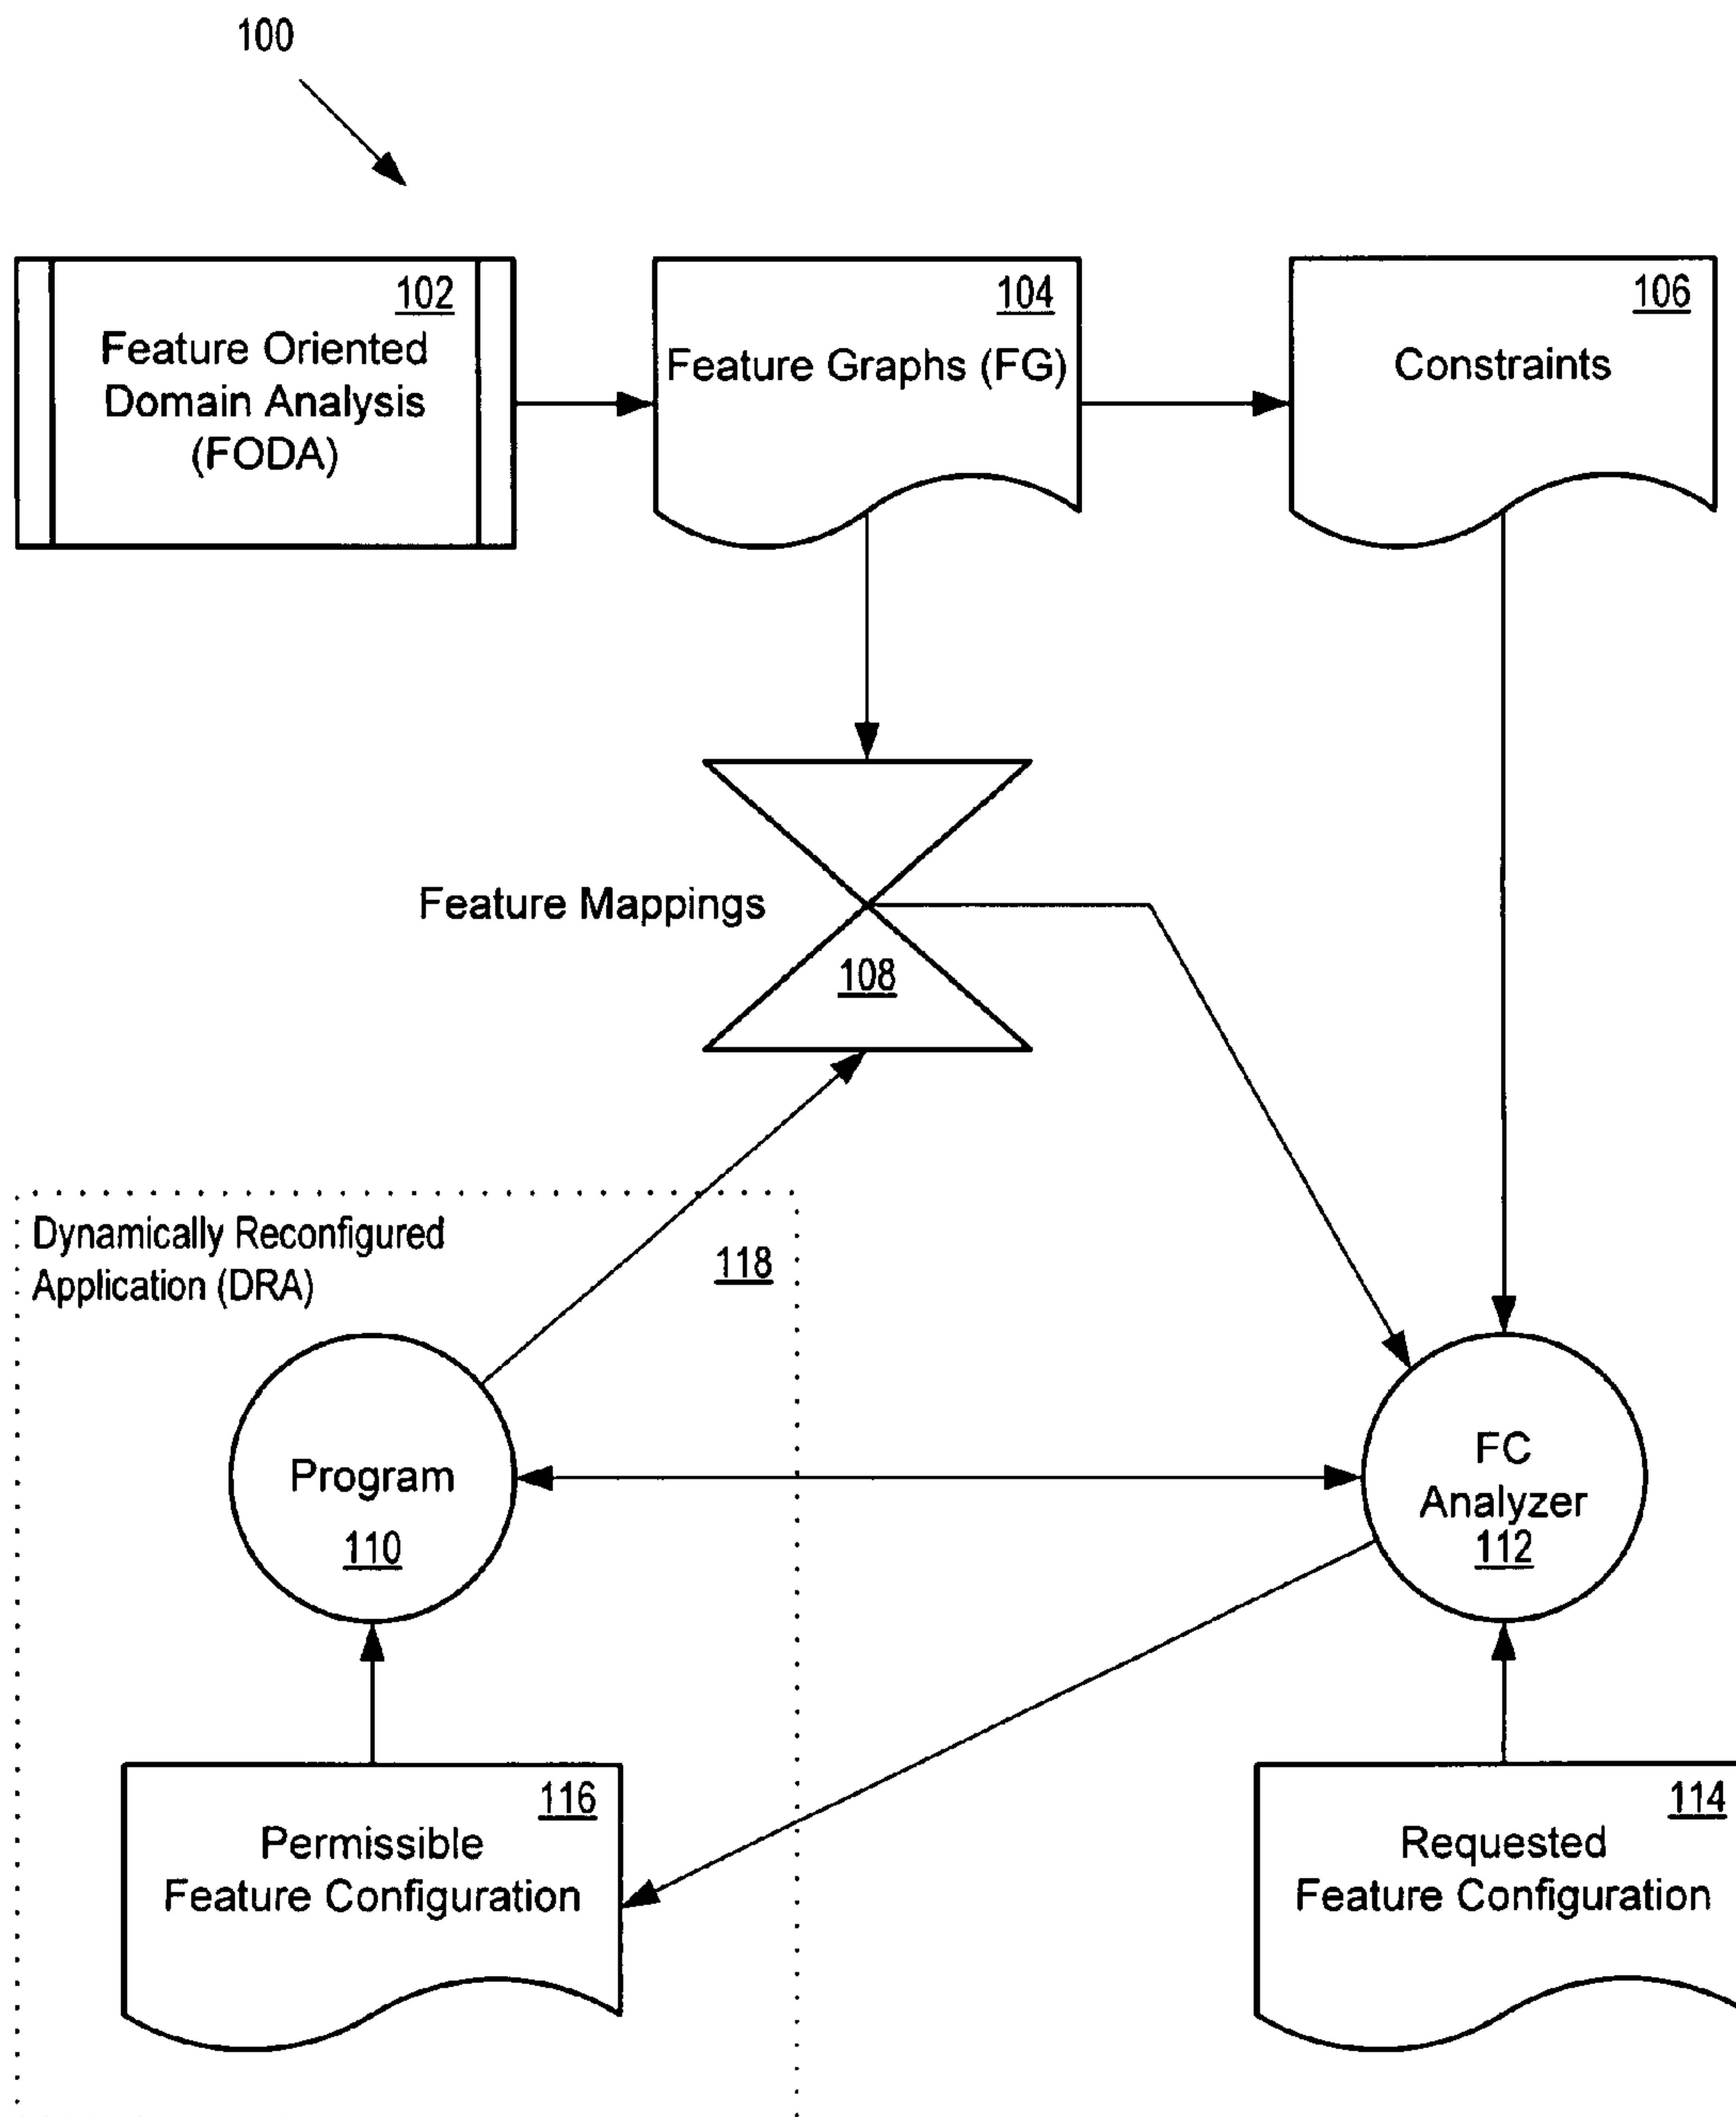 100
102
Feature Oriented
Domain Analysis
(FODA)
104
Feature Graphs (FG)
106
Constraints
Feature Mappings
108
Dynamically Reconfigured
Application (DRA)
118
Program
110
FC
Analyzer
112
116
Permissible
Feature Configuration
114
Requested
Feature Configuration